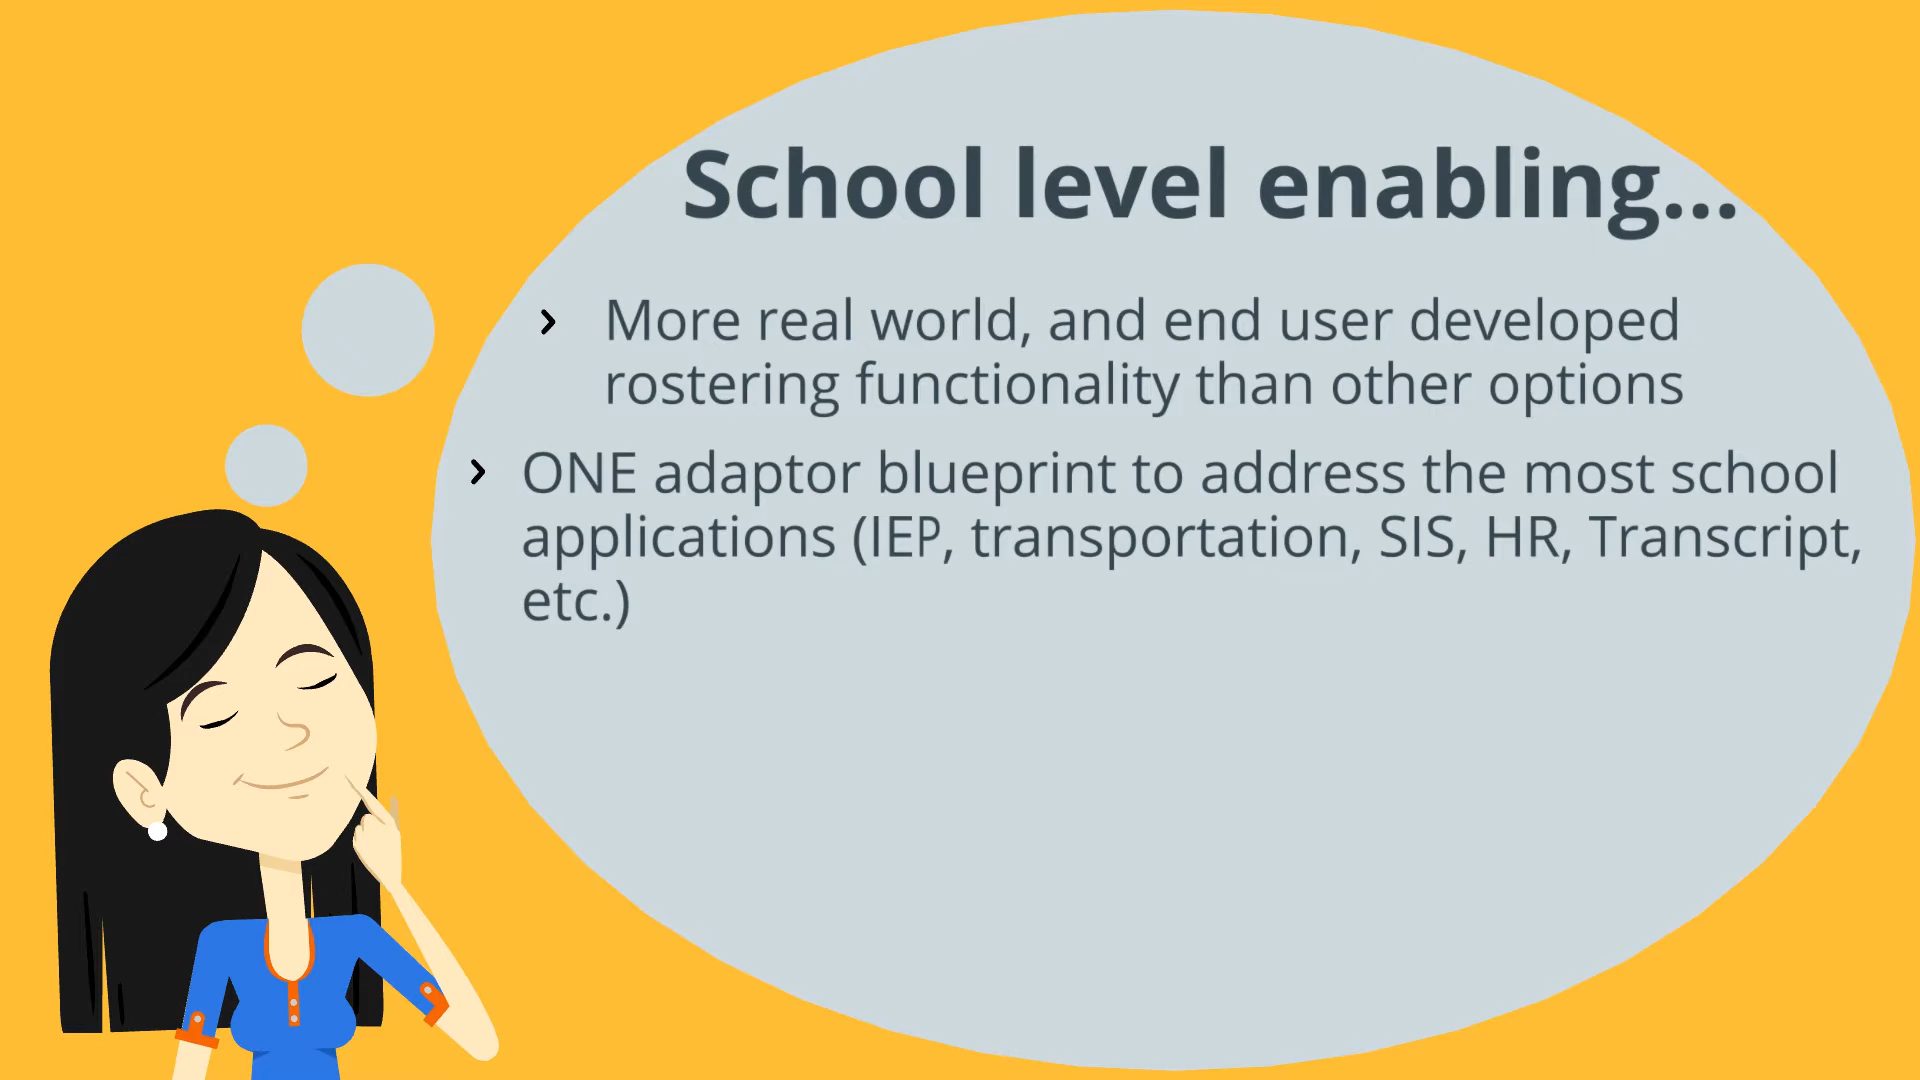 School level enabling...
More real world, and end user developed
rostering functionality than other options
ONE adaptor blueprint to address the most school
applications (IEP, transportation, SIS, HR, Transcript,
etc.)